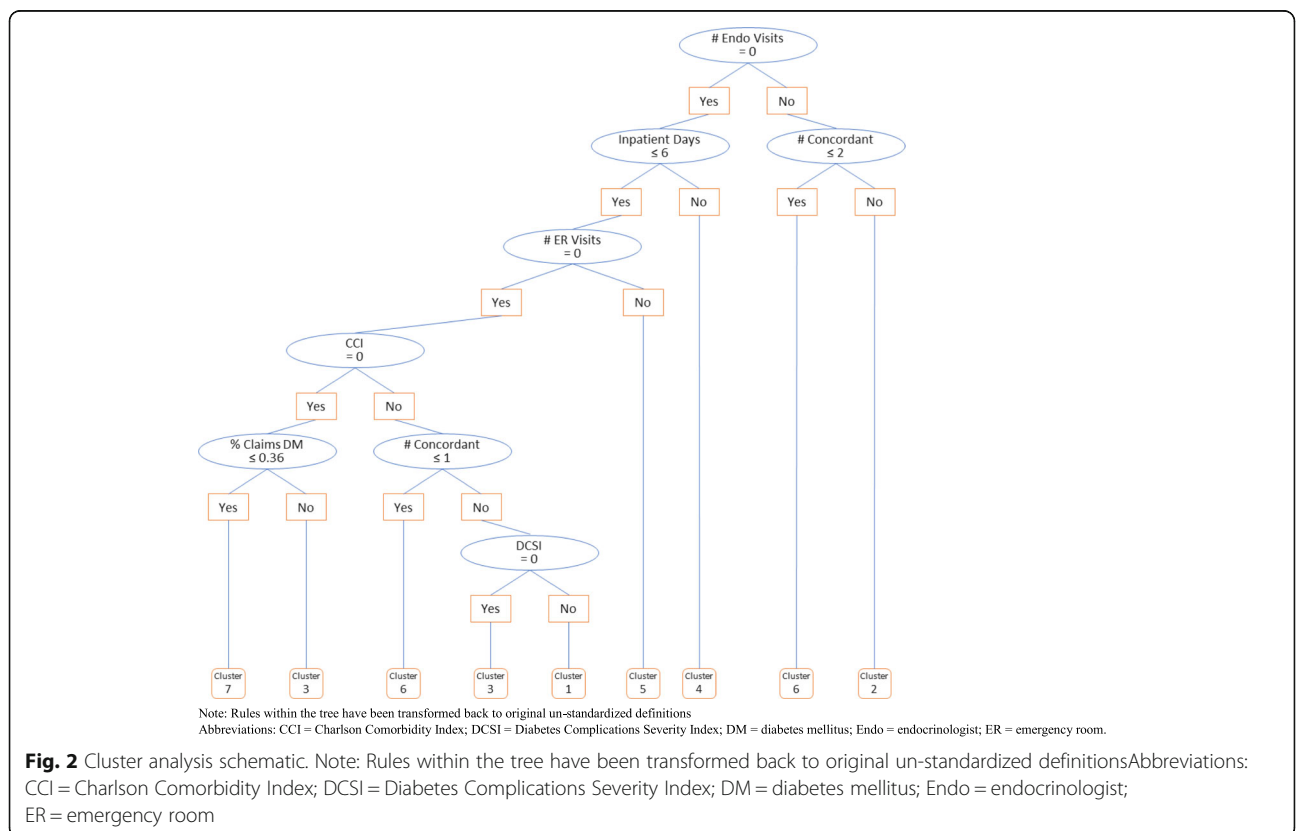 # Endo Visits
= 0
Yes
No
Inpatient Days
≤ 6
# Concordant
≤ 2
Yes
No
Yes
No
# ER Visits
= 0
Yes
No
CCI
= 0
Yes
No
% Claims DM
≤ 0.36
# Concordant
≤ 1
Yes
No
Yes
No
DCSI
= 0
Yes
No
Cluster
7
Cluster
3
Cluster
6
Cluster
3
Cluster
1
Cluster
5
Cluster
4
Cluster
6
Cluster
2
Note: Rules within the tree have been transformed back to original un-standardized definitions
Abbreviations: CCI = Charlson Comorbidity Index; DCSI = Diabetes Complications Severity Index; DM = diabetes mellitus; Endo = endocrinologist; ER = emergency room.
Fig. 2 Cluster analysis schematic. Note: Rules within the tree have been transformed back to original un-standardized definitionsAbbreviations:
CCI = Charlson Comorbidity Index; DCSI = Diabetes Complications Severity Index; DM = diabetes mellitus; Endo = endocrinologist;
ER = emergency room